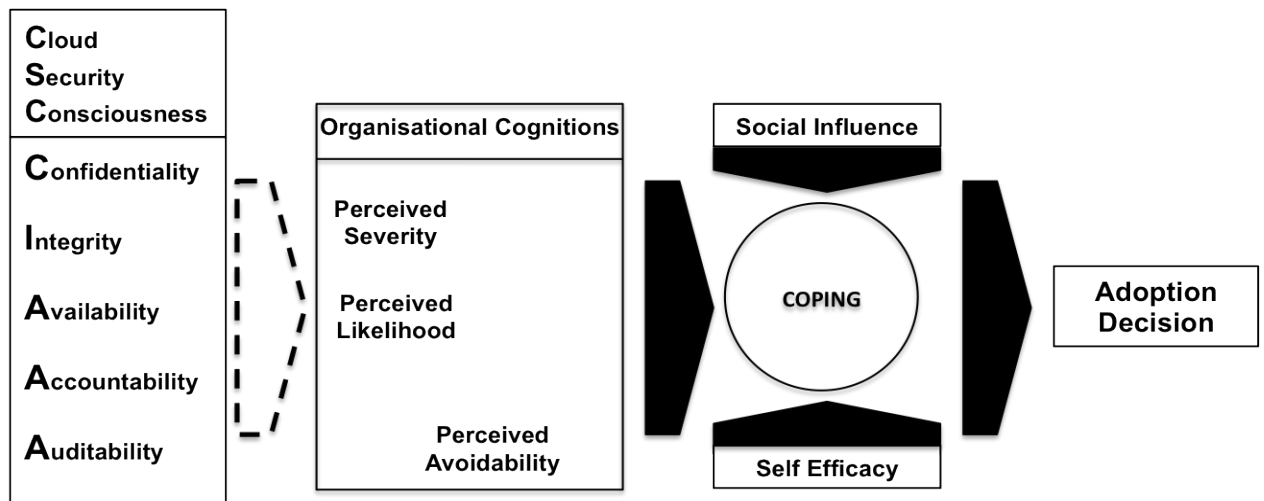 Cloud
Security
Consciousness
Confidentiality
Integrity
Availability
Accountability
Auditability
Organisational Cognitions
Perceived
Severity
Perceived
Likelihood
Perceived
Avoidability
Social Influence
COPING
Self Efficacy
Adoption
Decision